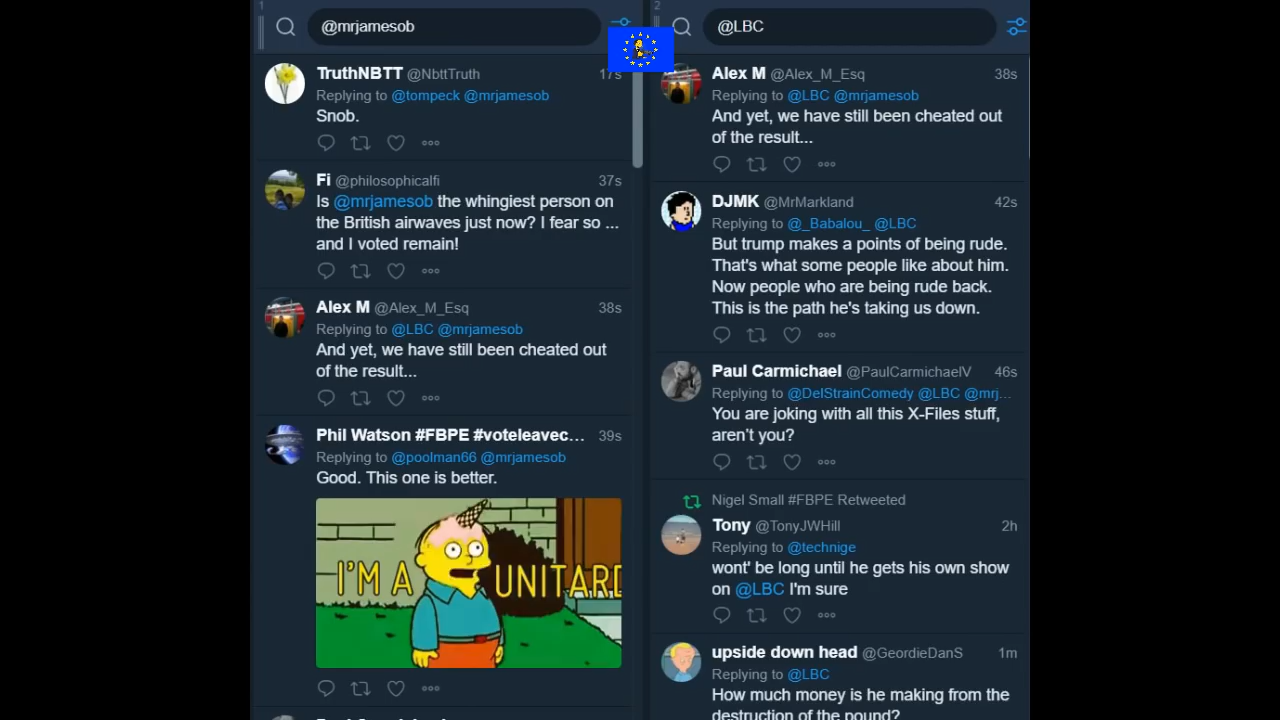 1
@mrjamesob
TruthNBTT @NbttTruth 17s
Replying to @tompeck @mrjamesob
Snob.
Fi @philosophicalfi 37s
Is @mrjamesob the whingiest person on
the British airwaves just now? I fear so ...
and I voted remain!
Alex M @Alex_M_Esq 38s
Replying to @LBC @mrjamesob
And yet, we have still been cheated out
of the result...
Phil Watson #FBPE #voteleavec... 39s
Replying to @poolman66 @mrjamesob
Good. This one is better.
I'M A UNITARD
2
@LBC
Alex M @Alex_M_Esq 38s
Replying to @LBC @mrjamesob
And yet, we have still been cheated out
of the result...
DJMK @MrMarkland 42s
Replying to @_Babalou_ @LBC
But trump makes a points of being rude.
That's what some people like about him.
Now people who are being rude back.
This is the path he's taking us down.
Paul Carmichael @PaulCarmichaelV 46s
Replying to @DelStrainComedy @LBC @mrj...
You are joking with all this X-Files stuff,
aren't you?
Nigel Small #FBPE Retweeted
Tony @TonyJWHill 2h
Replying to @technige
wont' be long until he gets his own show
on @LBC I'm sure
upside down head @GeordieDanS 1m
Replying to @LBC
How much money is he making from the
destruction of the pound?